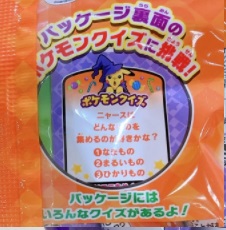 パッケージ裏面の
ポケモンクイズに挑戦!
ポケモンクイズ
ニャースは
どんなものを
集めるのが好きかな?
①ながいもの
②まるいもの
③ひかりもの
パッケージには
いろんなクイズがあるよ!